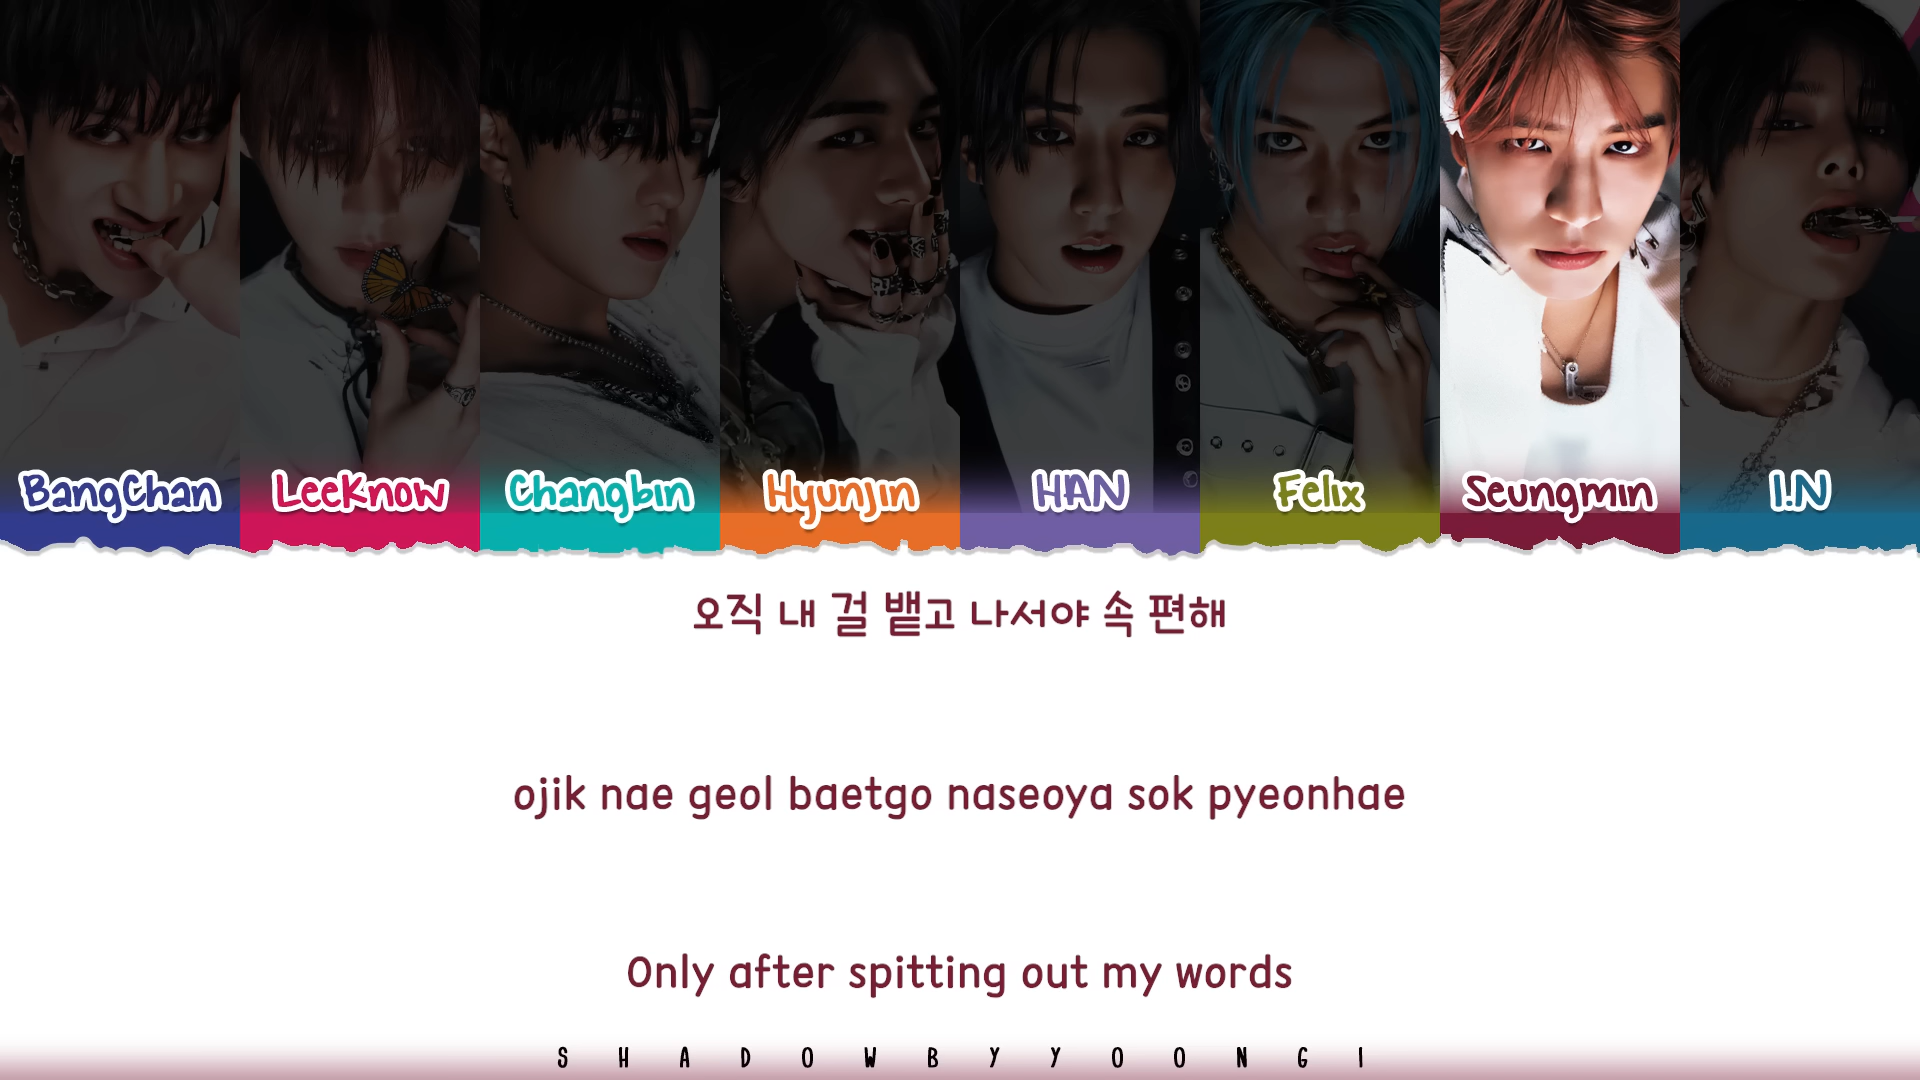 BangChan LeeKnow Changbin Hyunjin HAN Felix Seungmin I.N
오직 내 걸 뱉고 나서야 속 편해
ojik nae geol baetgo naseoya sok pyeonhae
Only after spitting out my words
SHADOWBYYOONGI